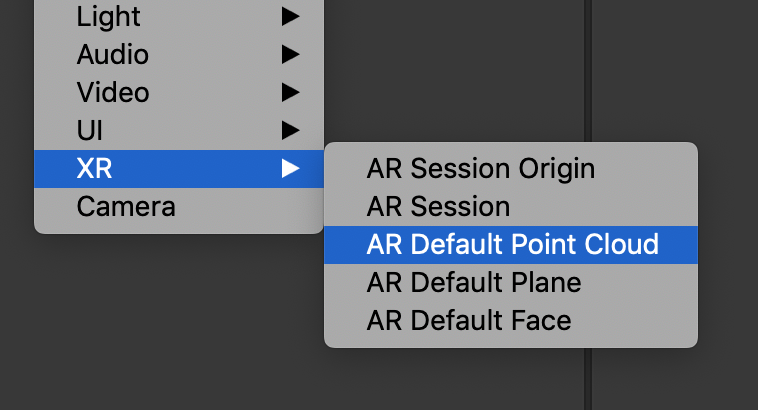 Light
Audio
Video
UI
XR
Camera
AR Session Origin
AR Session
AR Default Point Cloud
AR Default Plane
AR Default Face